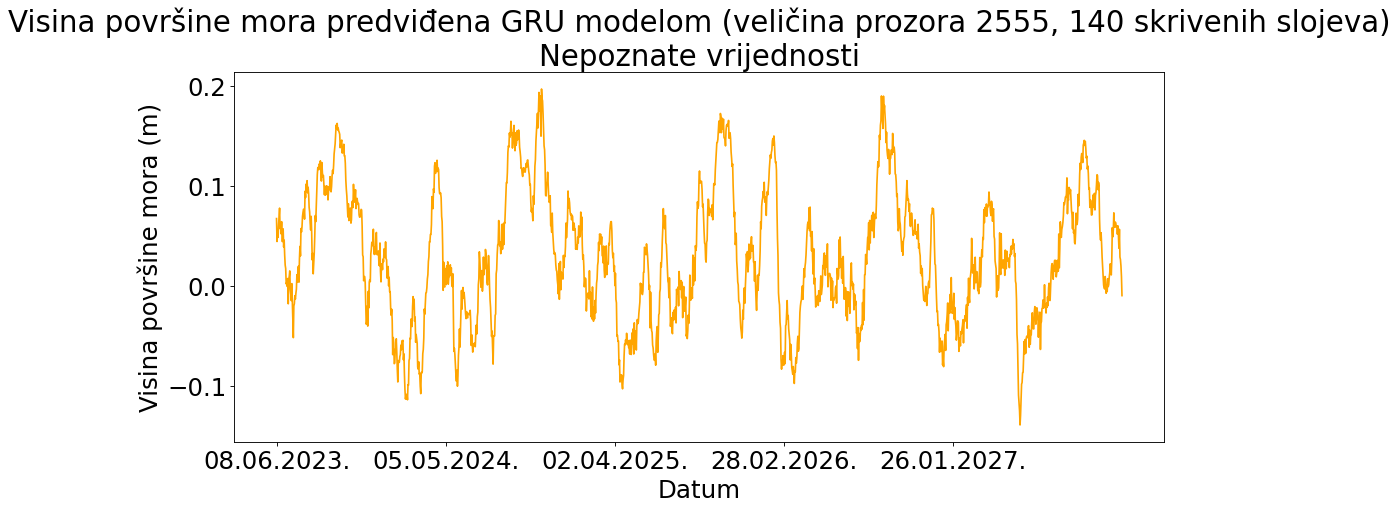 Visina površine mora predviđena GRU modelom (veličina prozora 2555, 140 skrivenih slojeva)
Nepoznate vrijednosti
Visina površine mora (m)
0.2
0.1
0.0
−0.1
08.06.2023. 05.05.2024. 02.04.2025. 28.02.2026. 26.01.2027.
Datum